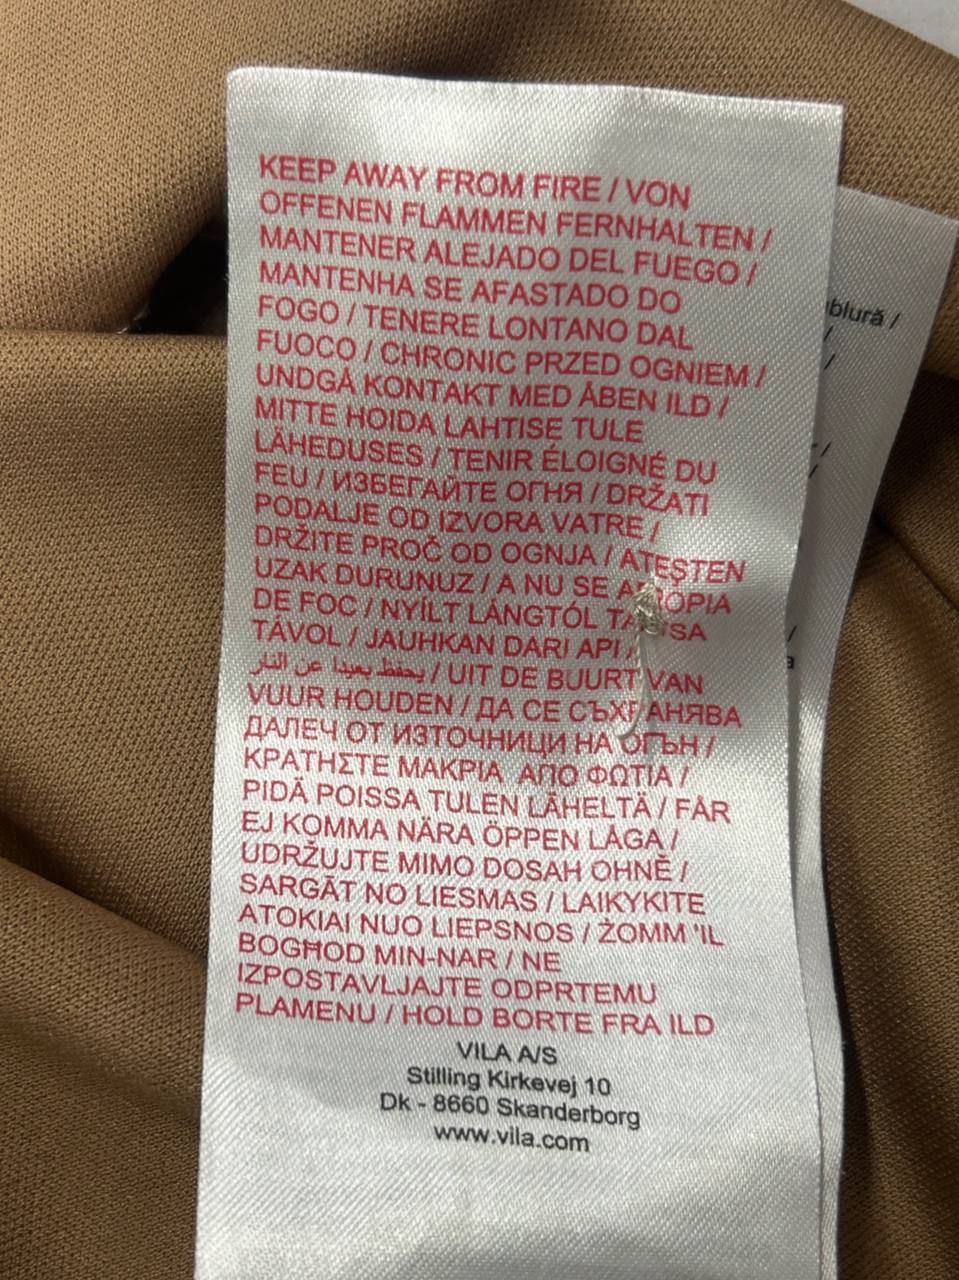 KEEP AWAY FROM FIRE / VON
OFFENEN FLAMMEN FERNHALTEN /
MANTENER ALEJADO DEL FUEGO /
MANTENHA SE AFASTADO DO
FOGO / TENERE LONTANO DAL
FUOCO / CHRONIC PRZED OGNIEM /
UNDGÅ KONTAKT MED ÅBEN ILD /
MITTE HOIDA LAHTISE TULE
LÄHEDUSES / TENIR ÉLOIGNÉ DU
FEU / ИЗБЕГАЙТЕ ОГНЯ / DRŽATI
PODALJE OD IZVORA VATRE /
DRŽITE PROČ OD OGNJA / ATEŞTEN
UZAK DURUNUZ / A NU SE
DE FOC / NYÍLT LÁNGTÓL
TÁVOL / JAUHKAN DARI API /
يحفظ بعيدا عن النار / UIT DE BUURT VAN
VUUR HOUDEN / ДА СЕ СЪХРАНЯВА
ДАЛЕЧ ОТ ИЗТОЧНИЦИ НА ОГЪН /
ΚΡΑΤΗΣΤΕ ΜΑΚΡΙΑ ΑΠΟ ΦΩΤΙΑ /
PIDÄ POISSA TULEN LÄHELTÄ / FÅR
EJ KOMMA NÄRA ÖPPEN LÅGA /
UDRŽUJTE MIMO DOSAH OHNĚ /
SARGĀT NO LIESMAS / LAIKYKITE
ATOKIAI NUO LIEPSNOS / ŻOMM 'IL
BOGĦOD MIN-NAR / NE
IZPOSTAVLJAJTE ODPRTEMU
PLAMENU / HOLD BORTE FRA ILD
VILA A/S
Stilling Kirkevej 10
Dk - 8660 Skanderborg
www.vila.com